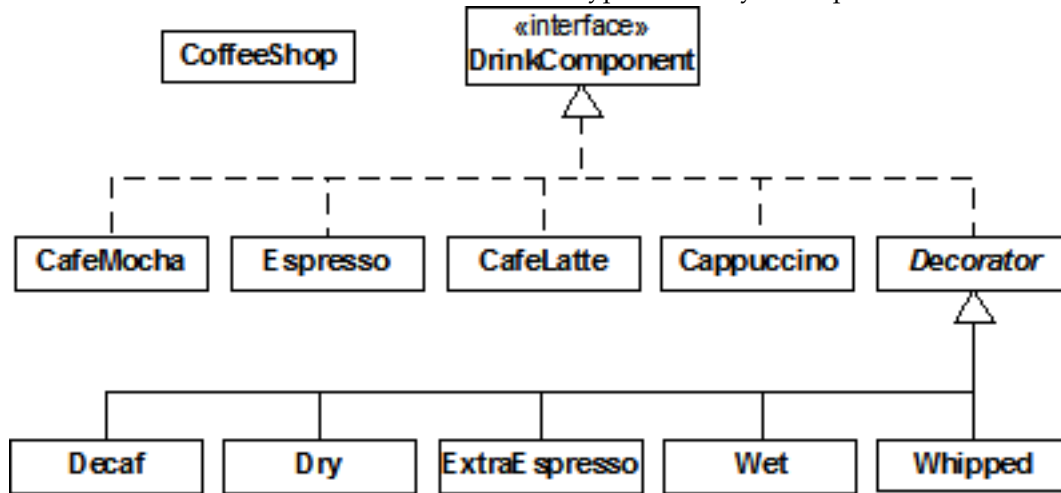 «interface»
CoffeeShop
DrinkComponent
CafeMocha
Espresso
CafeLatte
Cappuccino
Decorator
Decaf
Dry
ExtraEspresso
Wet
Whipped